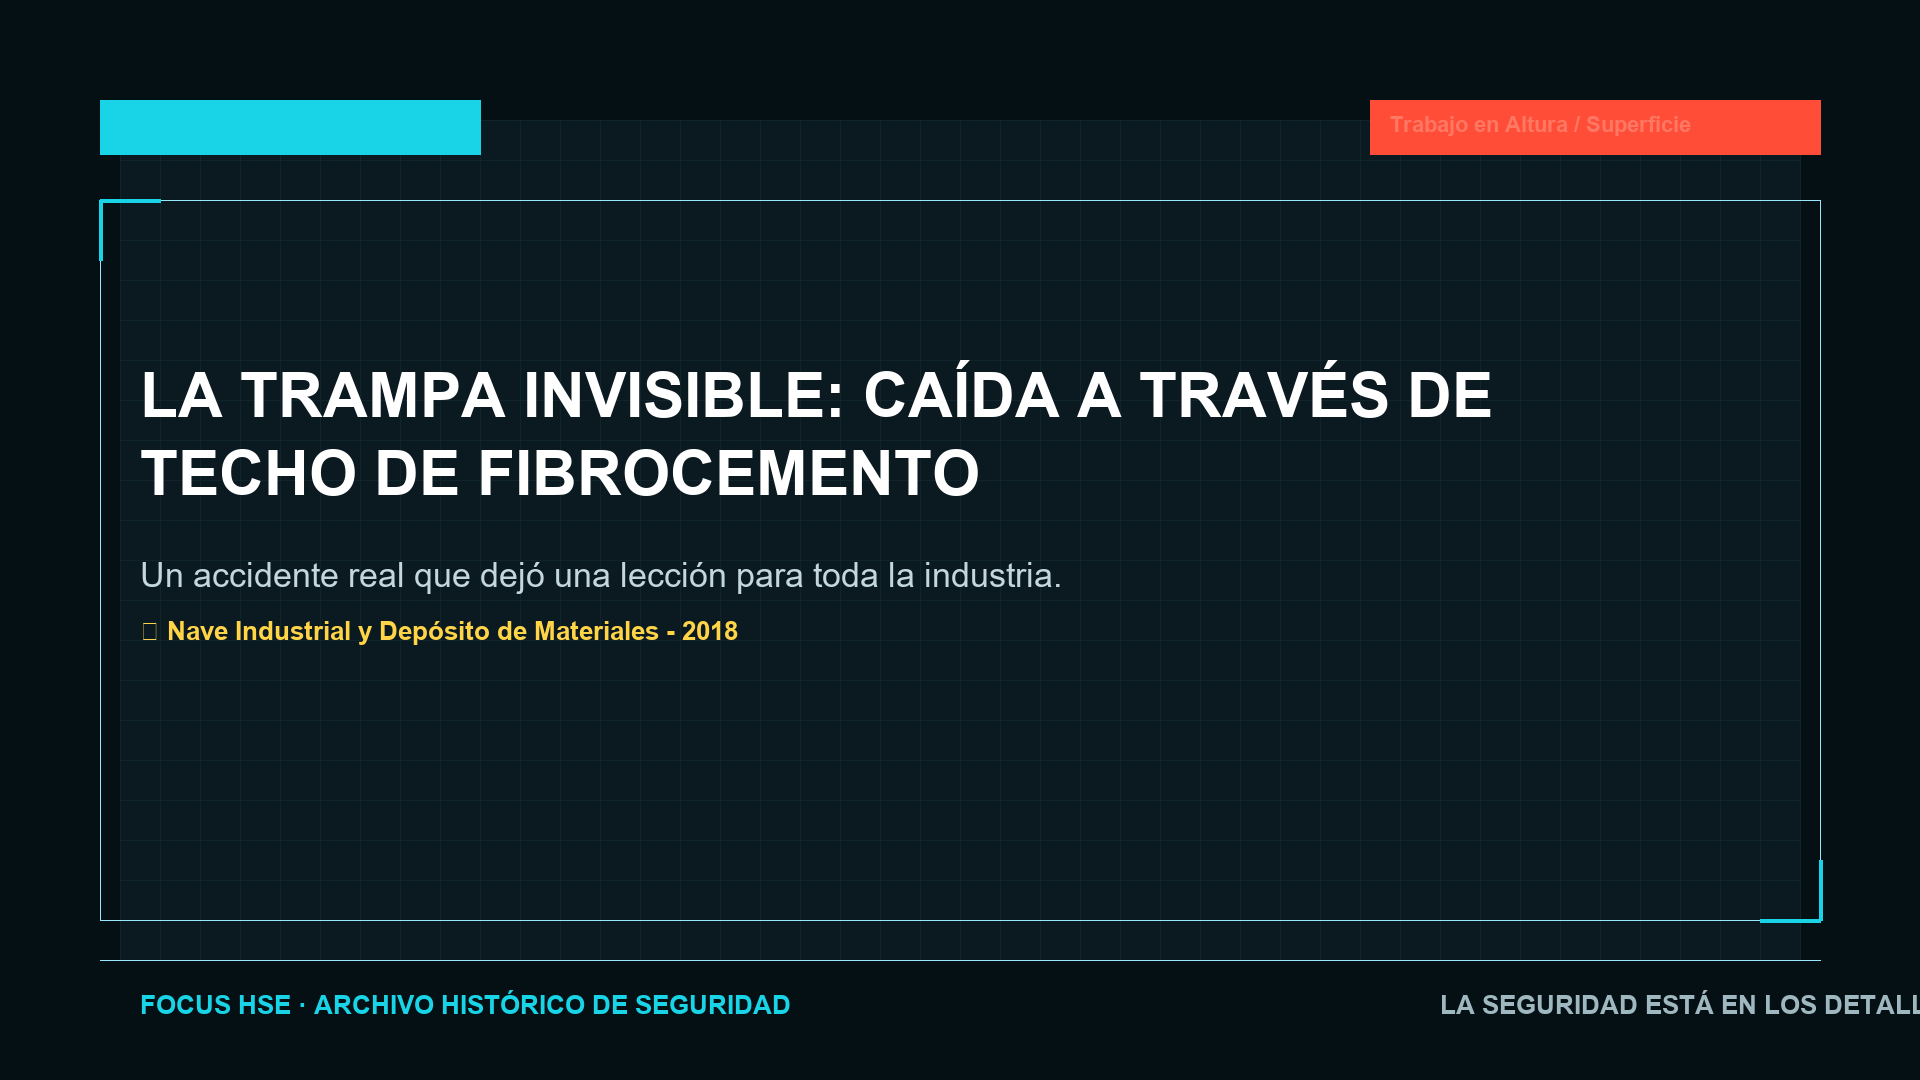 Trabajo en Altura / Superficie
LA TRAMPA INVISIBLE: CAÍDA A TRAVÉS DE
TECHO DE FIBROCEMENTO
Un accidente real que dejó una lección para toda la industria.
Nave Industrial y Depósito de Materiales - 2018
FOCUS HSE · ARCHIVO HISTÓRICO DE SEGURIDAD
LA SEGURIDAD ESTÁ EN LOS DETALL